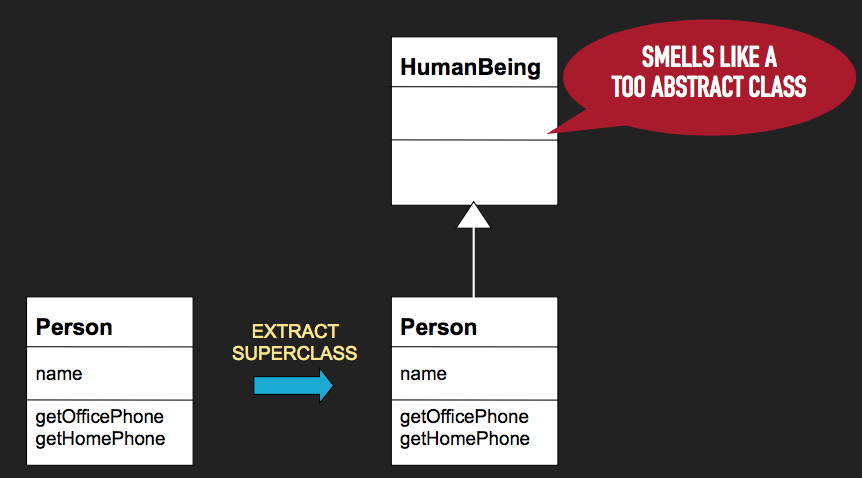 HumanBeing
SMELLS LIKE A
TOO ABSTRACT CLASS
Person
name
getOfficePhone
getHomePhone
EXTRACT
SUPERCLASS
Person
name
getOfficePhone
getHomePhone